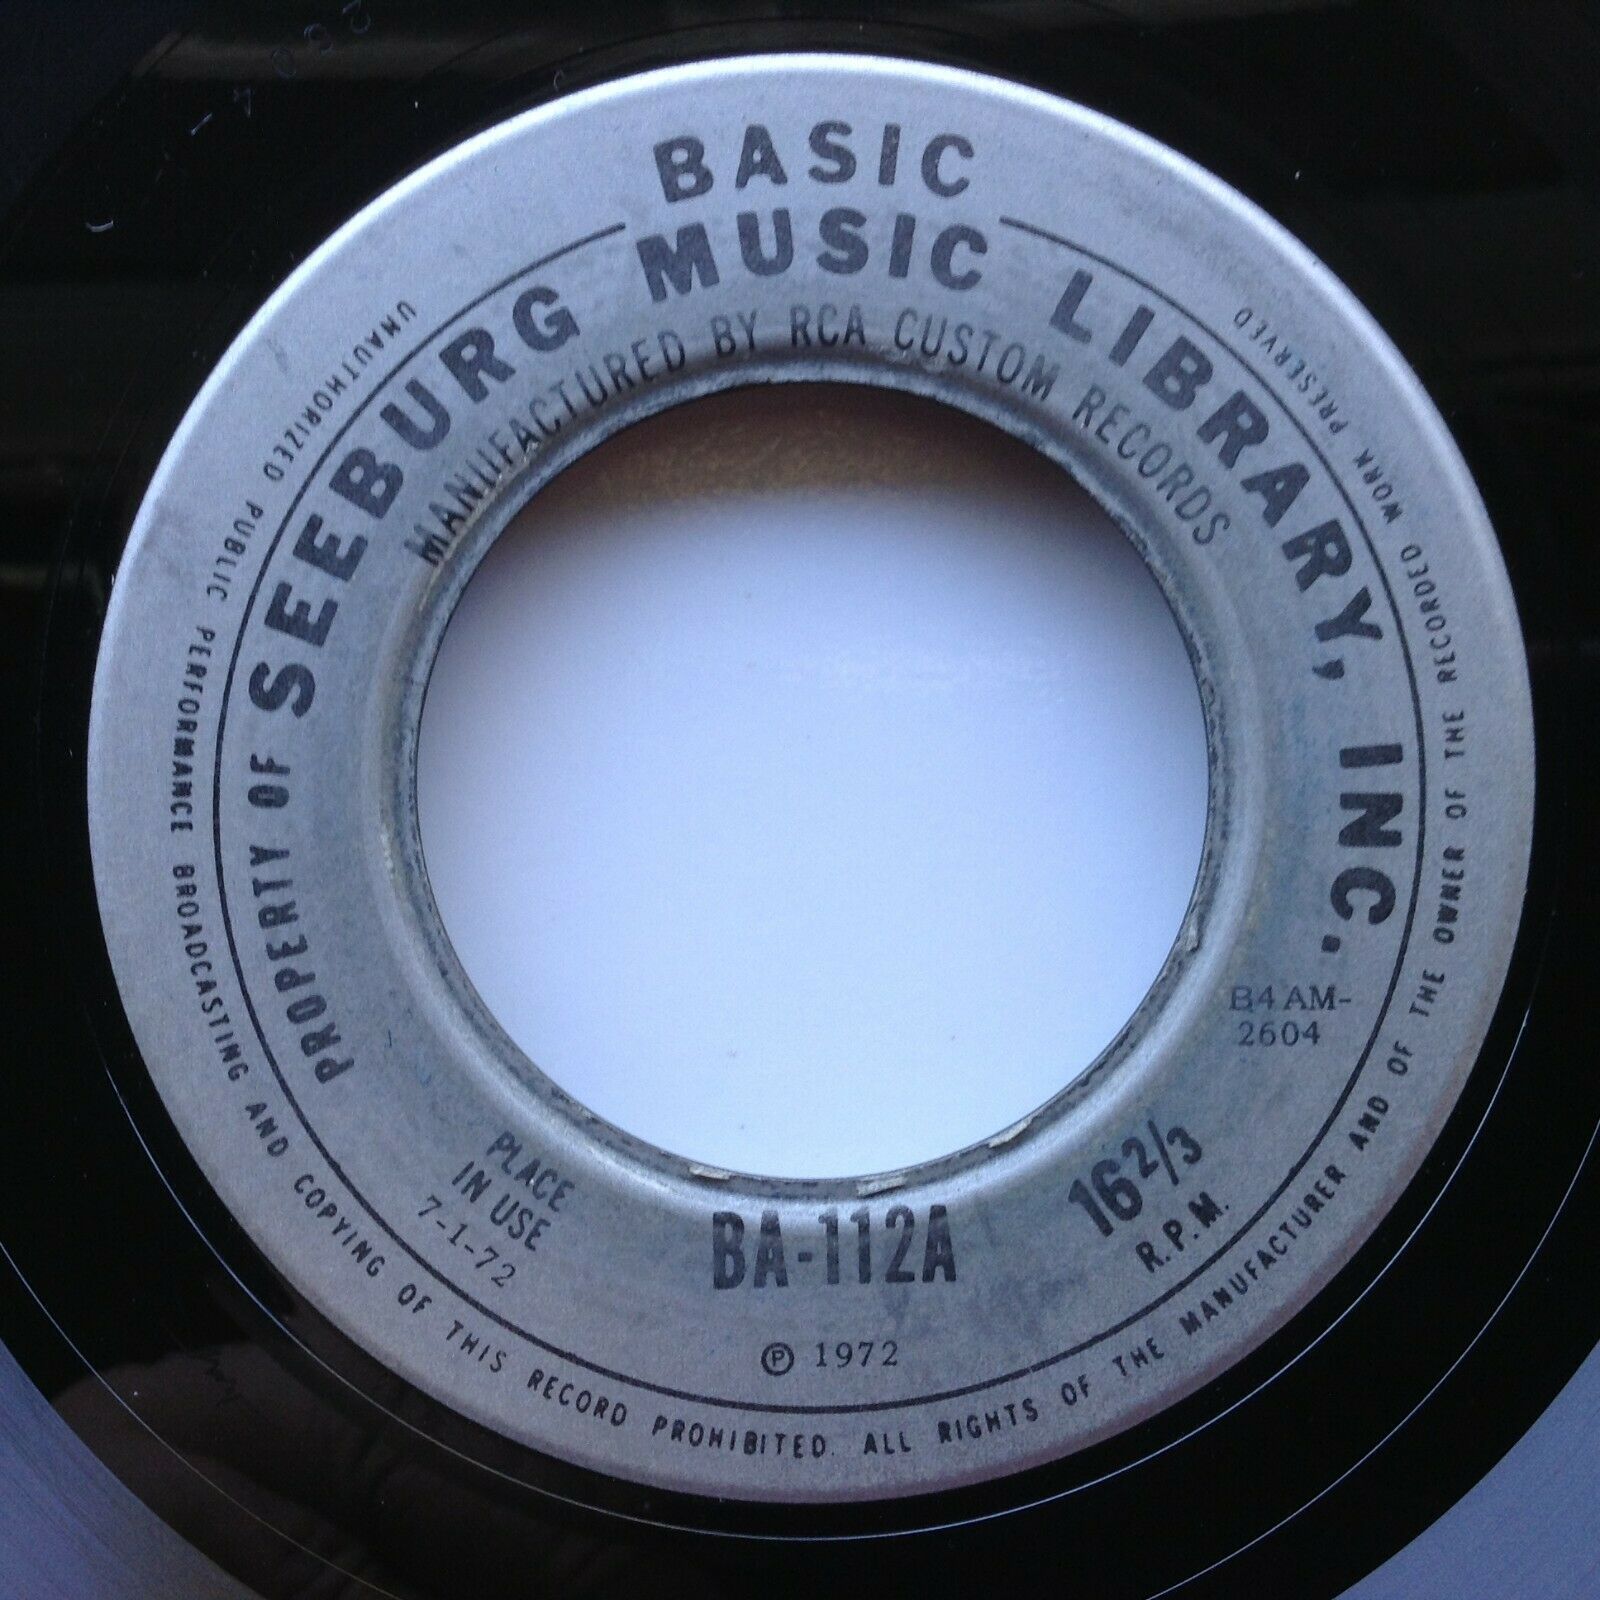 BASIC
PROPERTY OF SEEBURG MUSIC LIBRARY, INC.
MANUFACTURED BY RCA CUSTOM RECORDS
B4AM-
2604
16 2/3
R.P.M.
PLACE
IN USE
7-1-72
BA-112A
℗ 1972
UNAUTHORIZED PUBLIC PERFORMANCE BROADCASTING AND COPYING OF THIS RECORD PROHIBITED. ALL RIGHTS OF THE MANUFACTURER AND OF THE OWNER OF THE RECORDED WORK PRESERVED